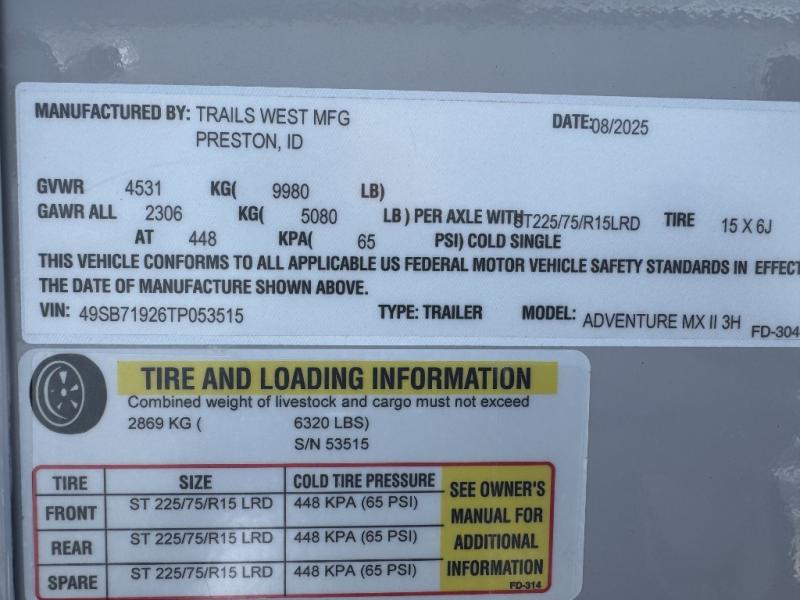 MANUFACTURED BY: TRAILS WEST MFG DATE: 08/2025
PRESTON, ID
GVWR 4531 KG( 9980 LB)
GAWR ALL 2306 KG( 5080 LB ) PER AXLE WITH ST225/75/R15LRD TIRE 15 X 6J
AT 448 KPA( 65 PSI) COLD SINGLE
THIS VEHICLE CONFORMS TO ALL APPLICABLE US FEDERAL MOTOR VEHICLE SAFETY STANDARDS IN EFFECT
THE DATE OF MANUFACTURE SHOWN ABOVE.
VIN: 49SB71926TP053515 TYPE: TRAILER MODEL: ADVENTURE MX II 3H
FD-304
TIRE AND LOADING INFORMATION
Combined weight of livestock and cargo must not exceed
2869 KG ( 6320 LBS)
S/N 53515
TIRE SIZE COLD TIRE PRESSURE
FRONT ST 225/75/R15 LRD 448 KPA (65 PSI)
REAR ST 225/75/R15 LRD 448 KPA (65 PSI)
SPARE ST 225/75/R15 LRD 448 KPA (65 PSI)
SEE OWNER'S
MANUAL FOR
ADDITIONAL
INFORMATION
FD-314